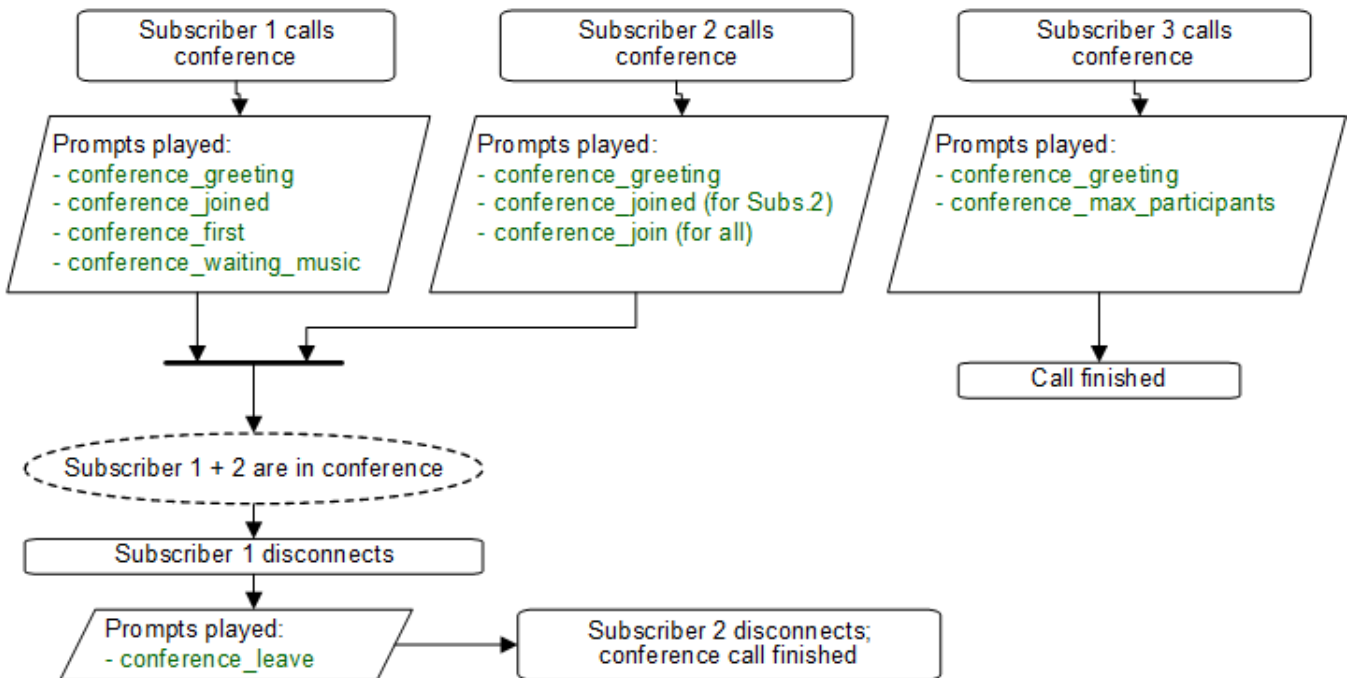 Subscriber 1 calls
conference
Subscriber 2 calls
conference
Subscriber 3 calls
conference
Prompts played:
- conference_greeting
- conference_joined
- conference_first
- conference_waiting_music
Prompts played:
- conference_greeting
- conference_joined (for Subs.2)
- conference_join (for all)
Prompts played:
- conference_greeting
- conference_max_participants
Call finished
Subscriber 1 + 2 are in conference
Subscriber 1 disconnects
Prompts played:
- conference_leave
Subscriber 2 disconnects;
conference call finished